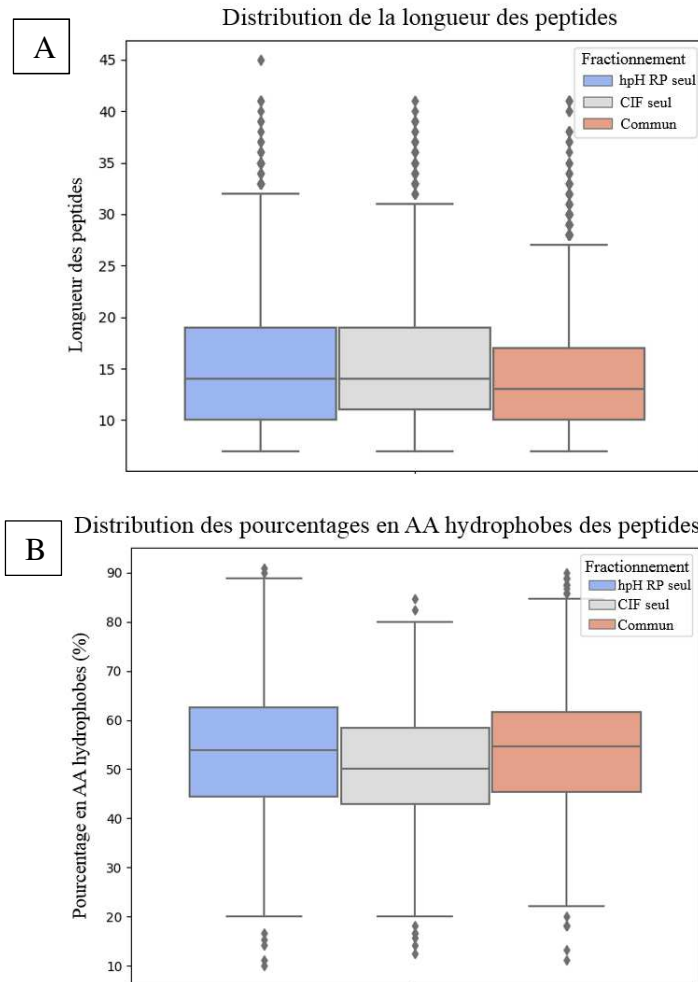 A
Distribution de la longueur des peptides
Longueur des peptides
45
40
35
30
25
20
15
10
Fractionnement
hpH RP seul
CIF seul
Commun
B
Distribution des pourcentages en AA hydrophobes des peptides
Pourcentage en AA hydrophobes (%)
90
80
70
60
50
40
30
20
10
Fractionnement
hpH RP seul
CIF seul
Commun